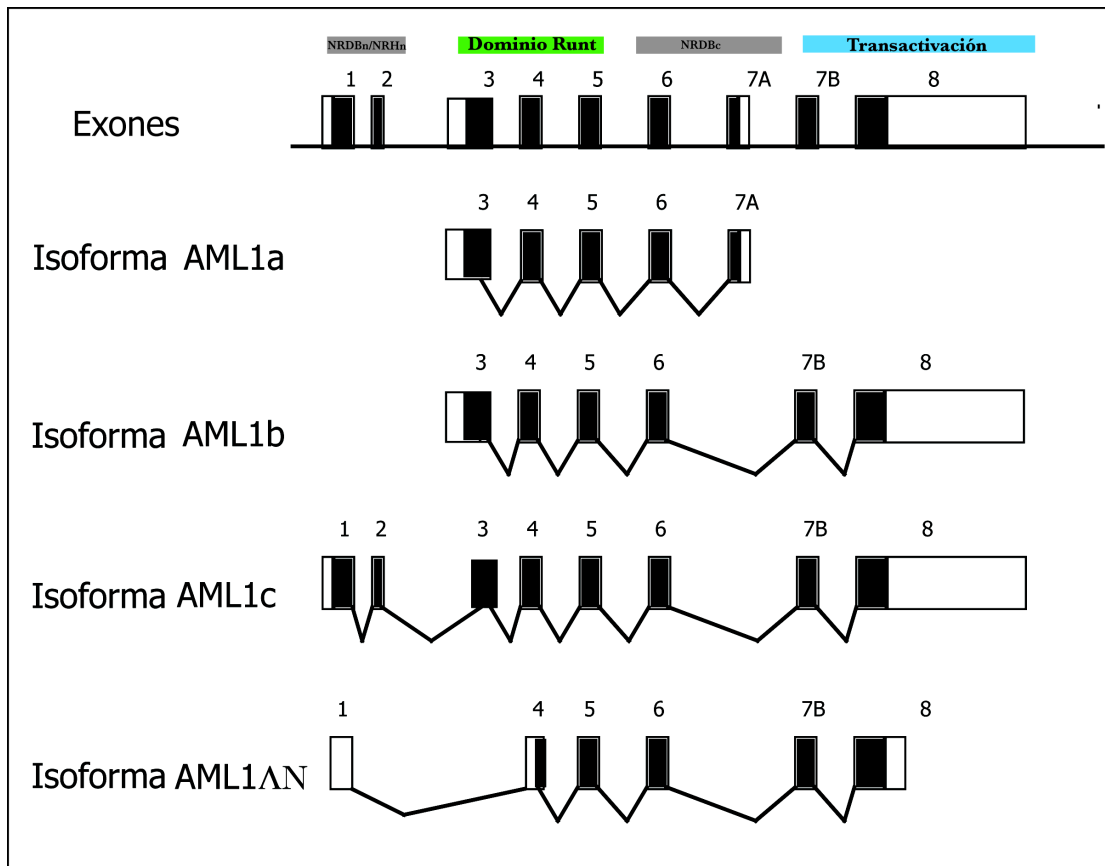 NRDBn/NRHn Dominio Runt NRDBc Transactivación
1 2 3 4 5 6 7A 7B 8
Exones
3 4 5 6 7A
Isoforma AML1a
3 4 5 6 7B 8
Isoforma AML1b
1 2 3 4 5 6 7B 8
Isoforma AML1c
1 4 5 6 7B 8
Isoforma AML1ΛN